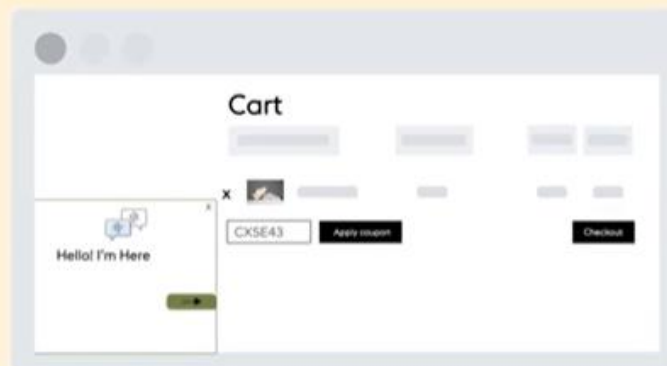 Cart
x
CXSE43
Apply coupon
Checkout
x
Hello! I'm Here